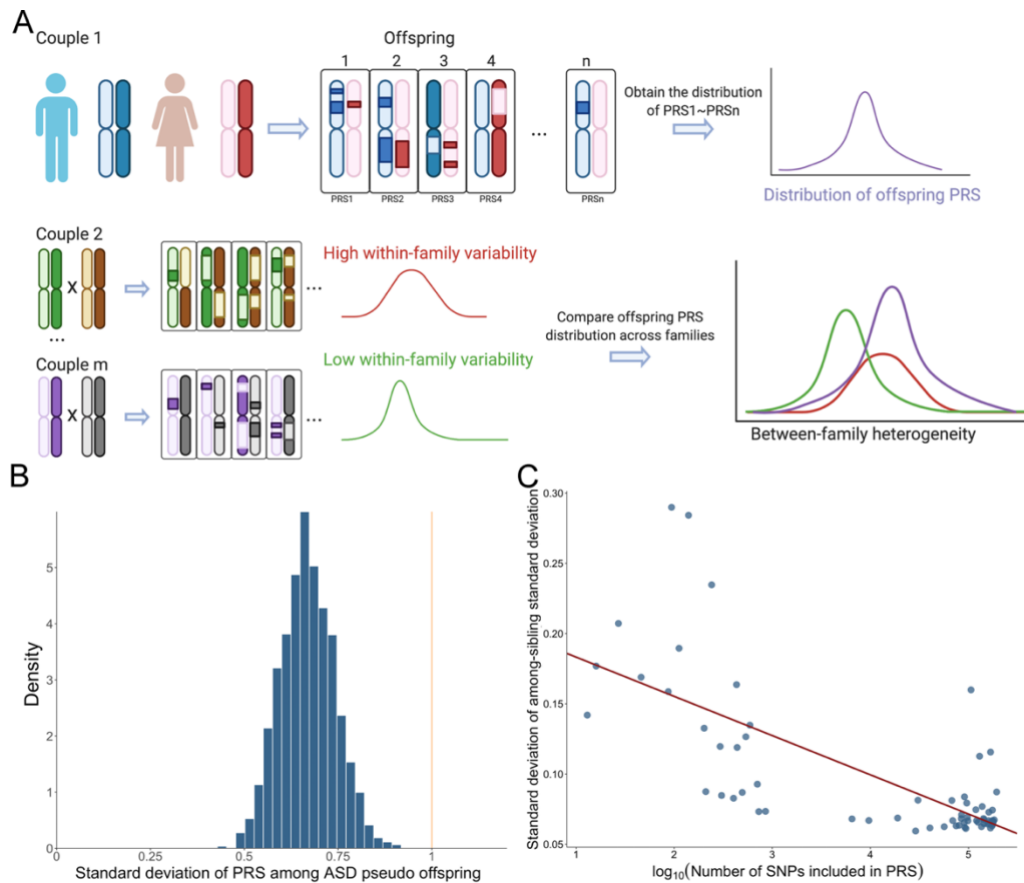 A
Couple 1
Offspring
1 2 3 4 n
...
PRS1 PRS2 PRS3 PRS4 PRSn
Obtain the distribution
of PRS1~PRSn
Distribution of offspring PRS
Couple 2
X
...
High within-family variability
...
Couple m
X
...
Low within-family variability
Compare offspring PRS
distribution across families
Between-family heterogeneity
B
Density
5
4
3
2
1
0
0 0.25 0.5 0.75 1
Standard deviation of PRS among ASD pseudo offspring
C
Standard deviation of among-sibling standard deviation
0.30
0.25
0.20
0.15
0.10
0.05
1 2 3 4 5
log₁₀(Number of SNPs included in PRS)